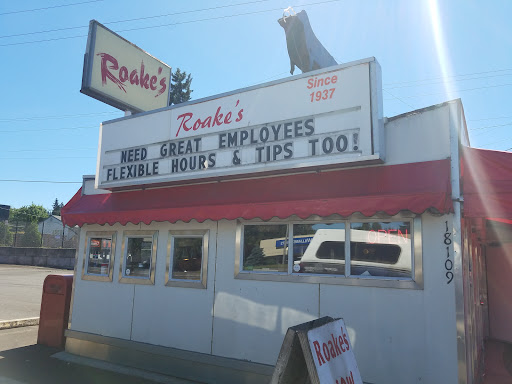 Roake's
Roake's
Since
1937
NEED GREAT EMPLOYEES
FLEXIBLE HOURS & TIPS TOO!
OPEN
18109
Roake's